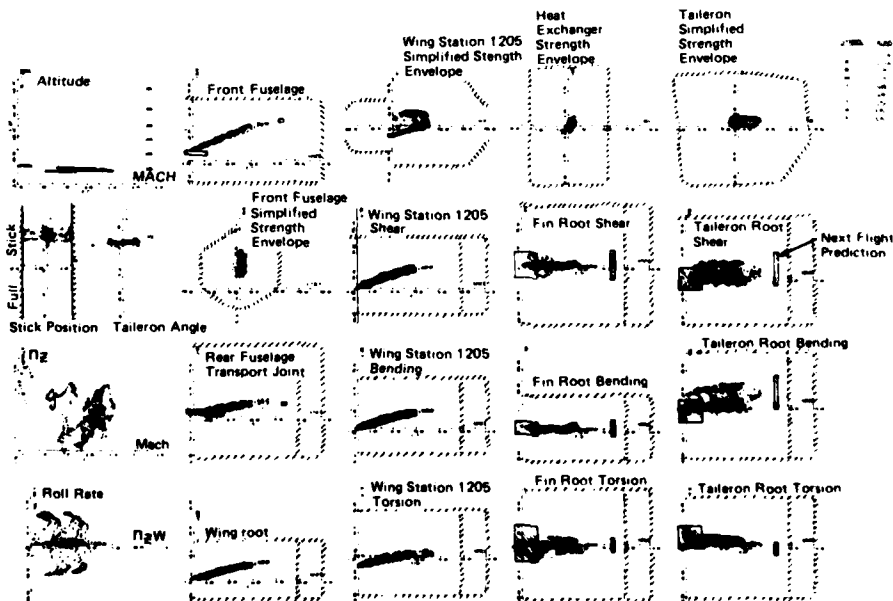 Altitude
MACH
Front Fuselage
Wing Station 1205
Simplified Stength
Envelope
Heat
Exchanger
Strength
Envelope
Taileron
Simplified
Strength
Envelope
Full : Stick
Stick Position
Taileron Angle
Front Fuselage
Simplified
Strength
Envelope
Wing Station 1205
Shear
Fin Root Shear
Taileron Root
Shear
Next Flight
Prediction
nz
Mech
Rear Fuselage
Transport Joint
Wing Station 1205
Bending
Fin Root Bending
Taileron Root Bending
Roll Rate
nzW
Wing root
Wing Station 1205
Torsion
Fin Root Torsion
Taileron Root Torsion